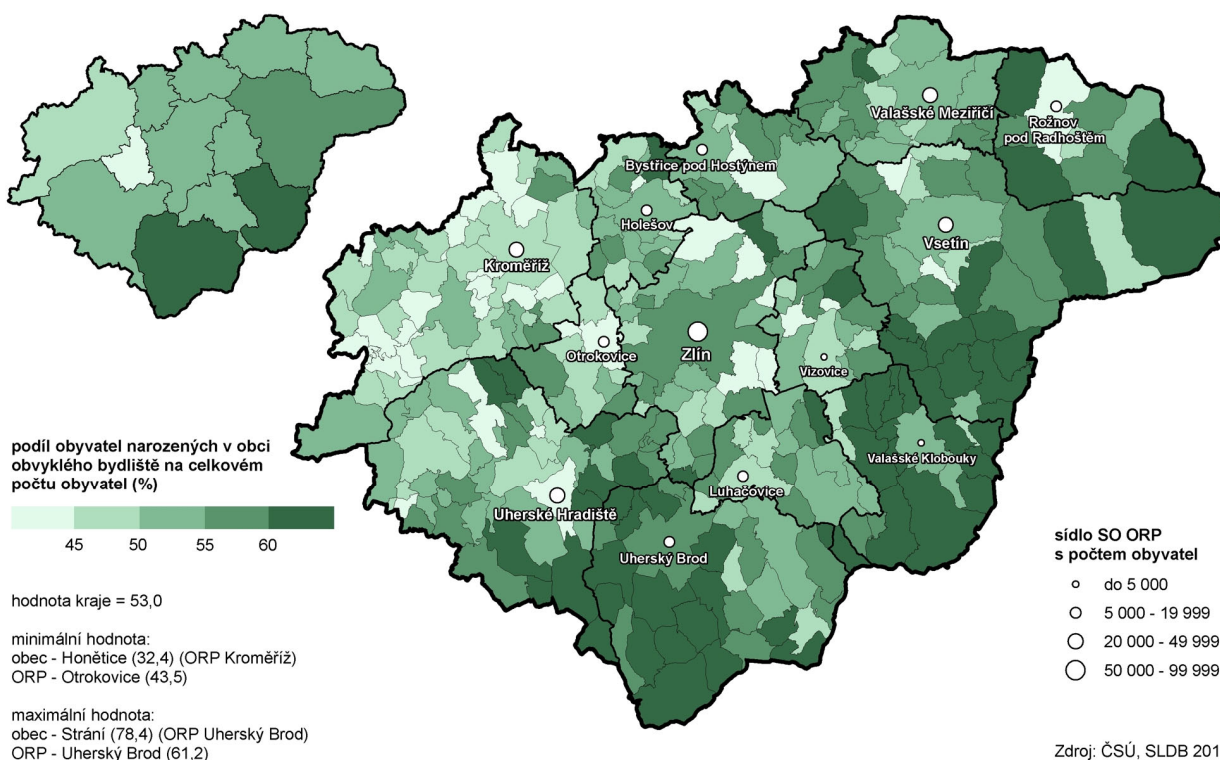 Valašské Meziříčí
Rožnov
pod Radhoštěm
Bystřice pod Hostýnem
Holešov
Vsetín
Kroměříž
Otrokovice
Zlín
Vizovice
Valašské Klobouky
Luhačovice
Uherské Hradiště
Uherský Brod
podíl obyvatel narozených v obci
obvyklého bydliště na celkovém
počtu obyvatel (%)
45 50 55 60
hodnota kraje = 53,0
minimální hodnota:
obec - Honětice (32,4) (ORP Kroměříž)
ORP - Otrokovice (43,5)
maximální hodnota:
obec - Strání (78,4) (ORP Uherský Brod)
ORP - Uherský Brod (61,2)
sídlo SO ORP
s počtem obyvatel
do 5 000
5 000 - 19 999
20 000 - 49 999
50 000 - 99 999
Zdroj: ČSÚ, SLDB 201